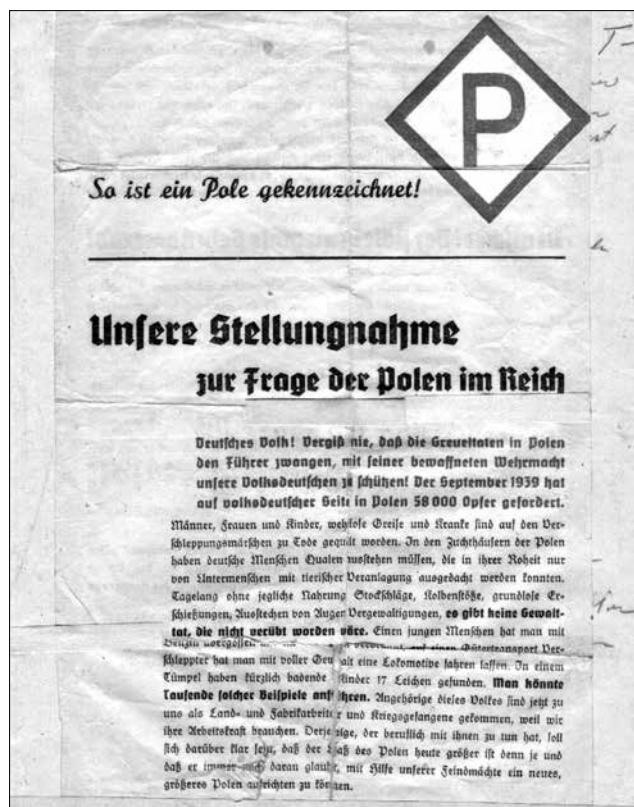 P
So ist ein Pole gekennzeichnet!
Unsere Stellungnahme
zur Frage der Polen im Reich
Deutsches Volk! Vergiß nie, daß die Greueltaten in Polen
den Führer zwangen, mit seiner bewaffneten Wehrmacht
unsere Volksdeutschen zu schützen! Der September 1939 hat
auf volksdeutscher Seite in Polen 58 000 Opfer gefordert.
Männer, Frauen und Kinder, wehrlose Greise und Kranke sind auf den Ver-
schleppungsmärschen zu Tode gequält worden. In den Zuchthäusern der Polen
haben deutsche Menschen Qualen ausstehen müssen, die in ihrer Roheit nur
von Untermenschen mit tierischer Veranlagung ausgedacht werden konnten.
Tagelang ohne jegliche Nahrung Stockschläge, Kolbenstöße, grundlose Er-
schießungen, Ausstechen von Augen Vergewaltigungen, es gibt keine Gewalt-
tat, die nicht verübt worden wäre. Einen jungen Menschen hat man mit
Benzin übergossen auf einen Gütertransport Ver-
schleppter hat man mit voller Gewalt eine Lokomotive fahren lassen. In einem
Tümpel haben kürzlich badende Kinder 17 Leichen gefunden. Man könnte
Tausende solcher Beispiele anführen. Angehörige dieses Volkes sind jetzt zu
uns als Land- und Fabrikarbeiter und Kriegsgefangene gekommen, weil wir
ihre Arbeitskraft brauchen. Derjenige, der beruflich mit ihnen zu tun hat, soll
sich darüber klar sein, daß der Haß des Polen heute größer ist denn je und
daß er immer noch daran glaubt, mit Hilfe unserer Feindmächte ein neues,
größeres Polen aufrichten zu können.